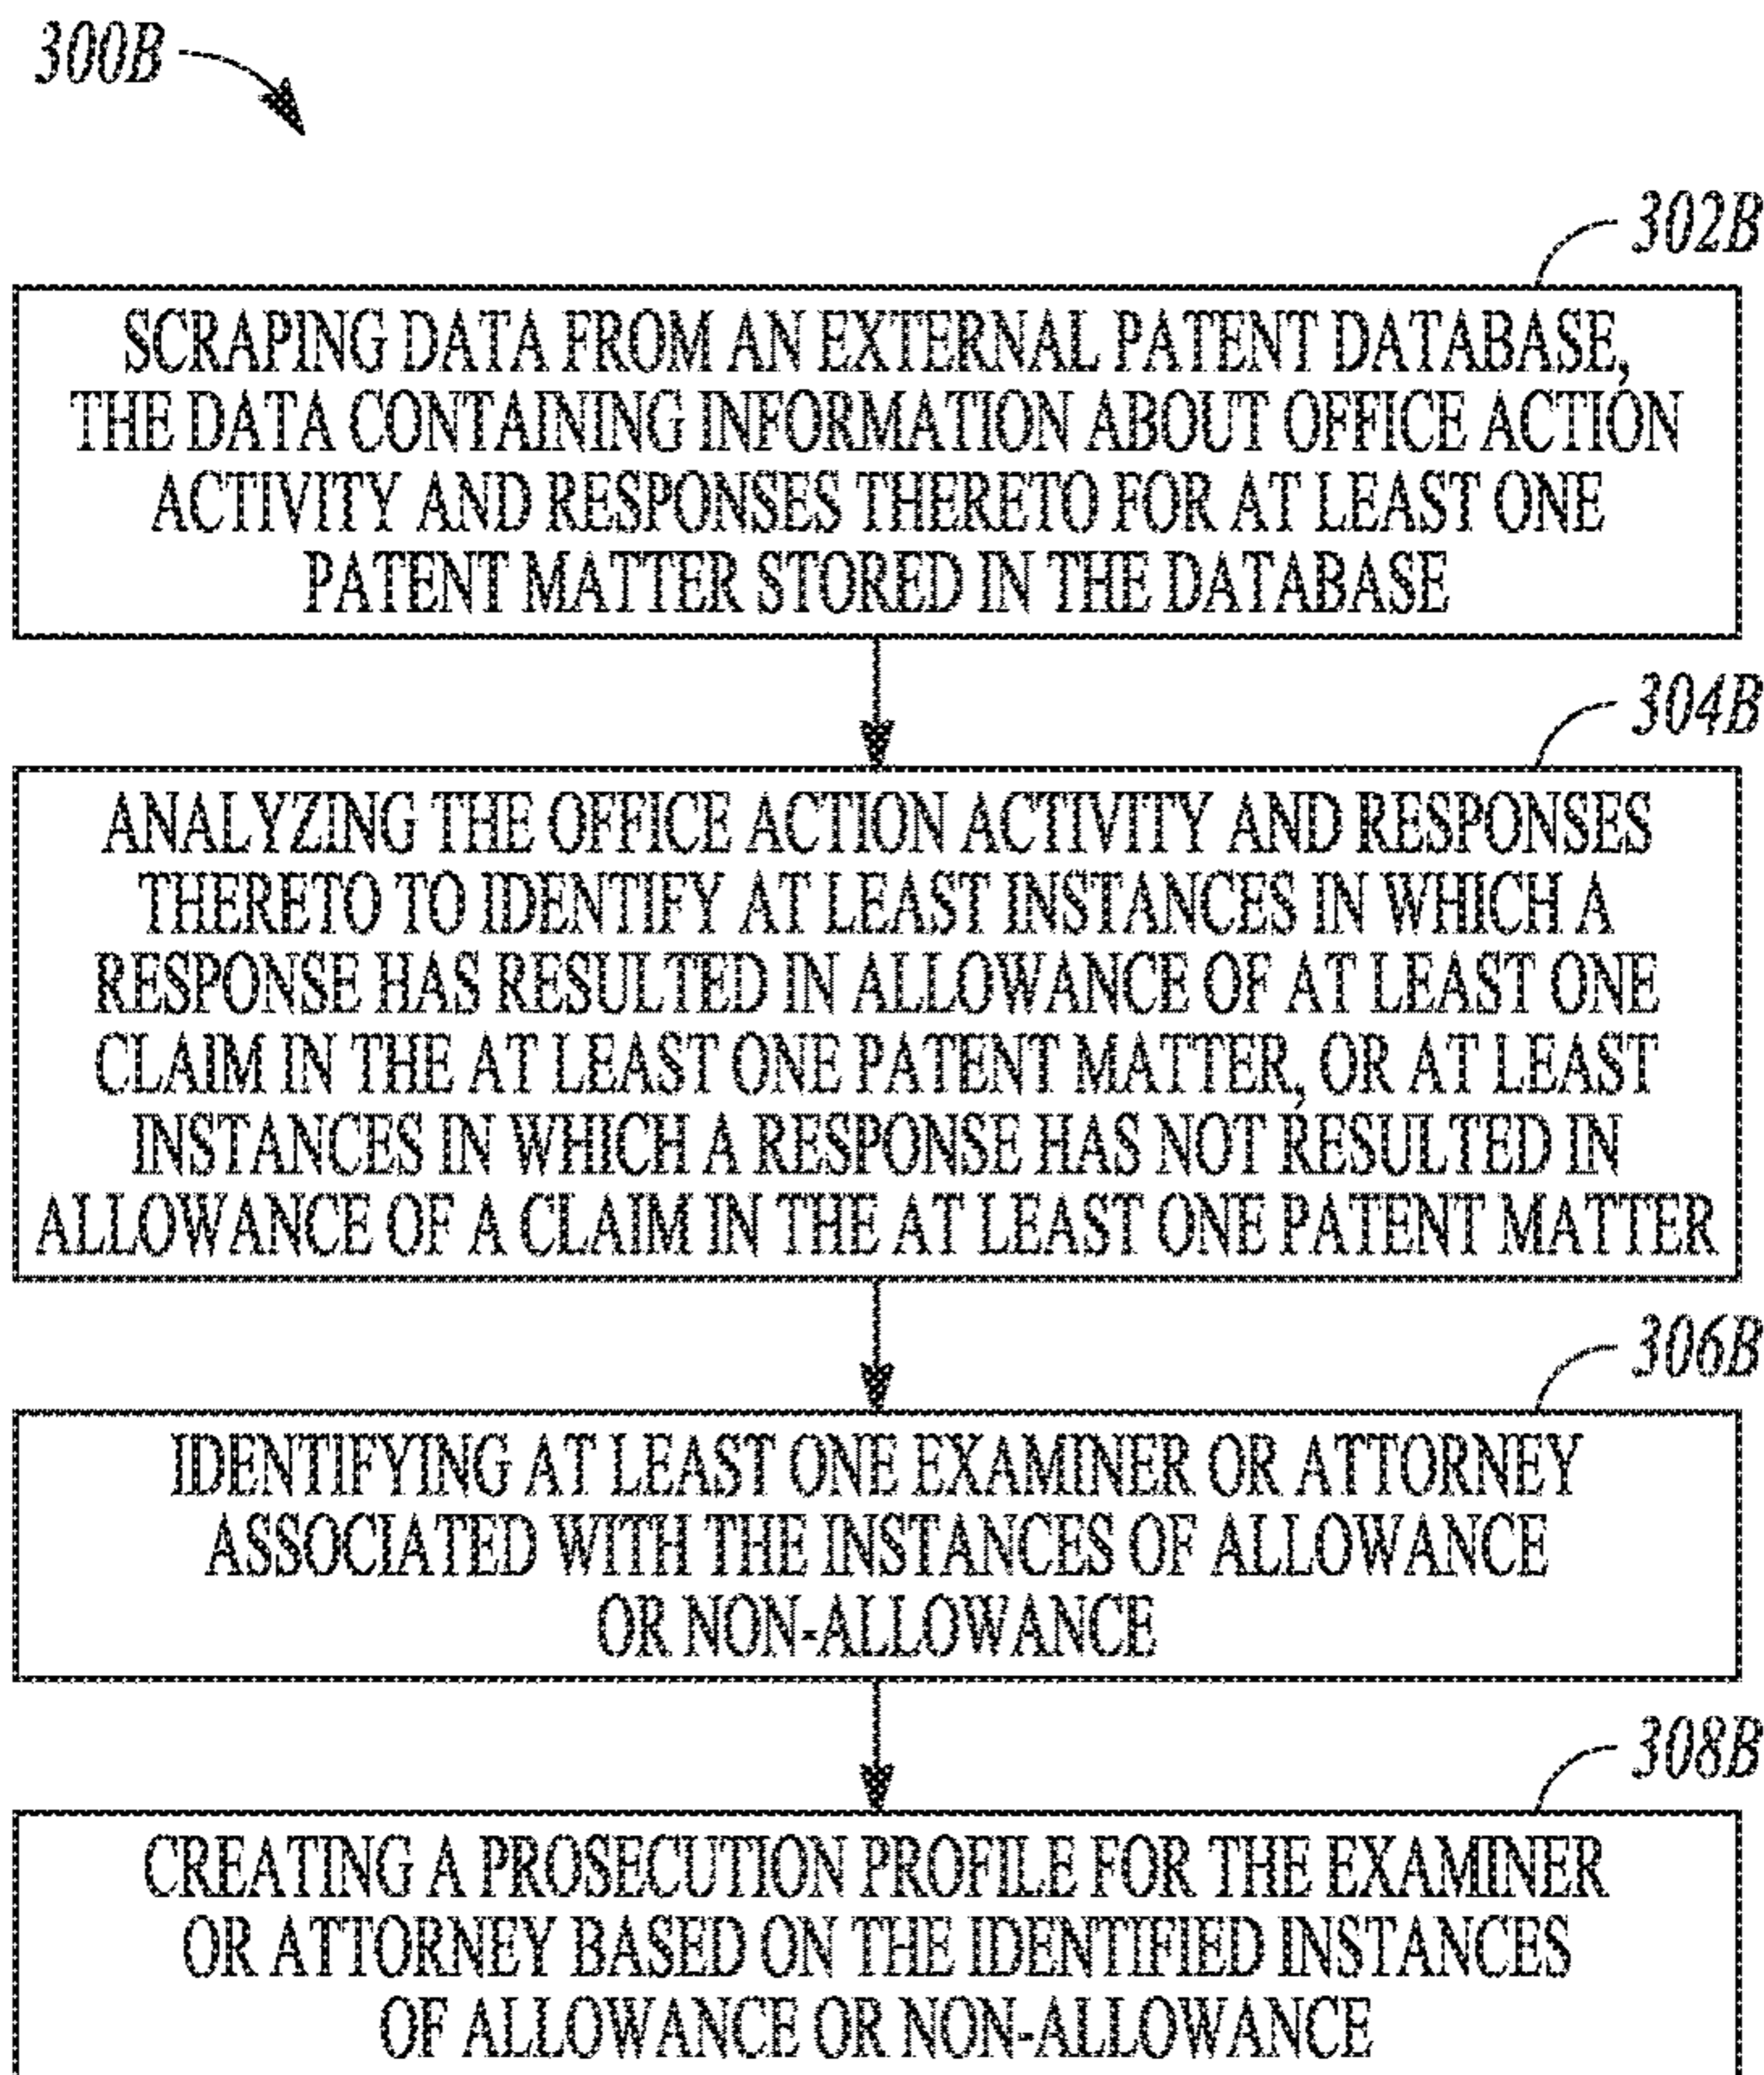 300B
302B
SCRAPING DATA FROM AN EXTERNAL PATENT DATABASE,
THE DATA CONTAINING INFORMATION ABOUT OFFICE ACTION
ACTIVITY AND RESPONSES THERETO FOR AT LEAST ONE
PATENT MATTER STORED IN THE DATABASE
304B
ANALYZING THE OFFICE ACTION ACTIVITY AND RESPONSES
THERETO TO IDENTIFY AT LEAST INSTANCES IN WHICH A
RESPONSE HAS RESULTED IN ALLOWANCE OF AT LEAST ONE
CLAIM IN THE AT LEAST ONE PATENT MATTER, OR AT LEAST
INSTANCES IN WHICH A RESPONSE HAS NOT RESULTED IN
ALLOWANCE OF A CLAIM IN THE AT LEAST ONE PATENT MATTER
306B
IDENTIFYING AT LEAST ONE EXAMINER OR ATTORNEY
ASSOCIATED WITH THE INSTANCES OF ALLOWANCE
OR NON-ALLOWANCE
308B
CREATING A PROSECUTION PROFILE FOR THE EXAMINER
OR ATTORNEY BASED ON THE IDENTIFIED INSTANCES
OF ALLOWANCE OR NON-ALLOWANCE